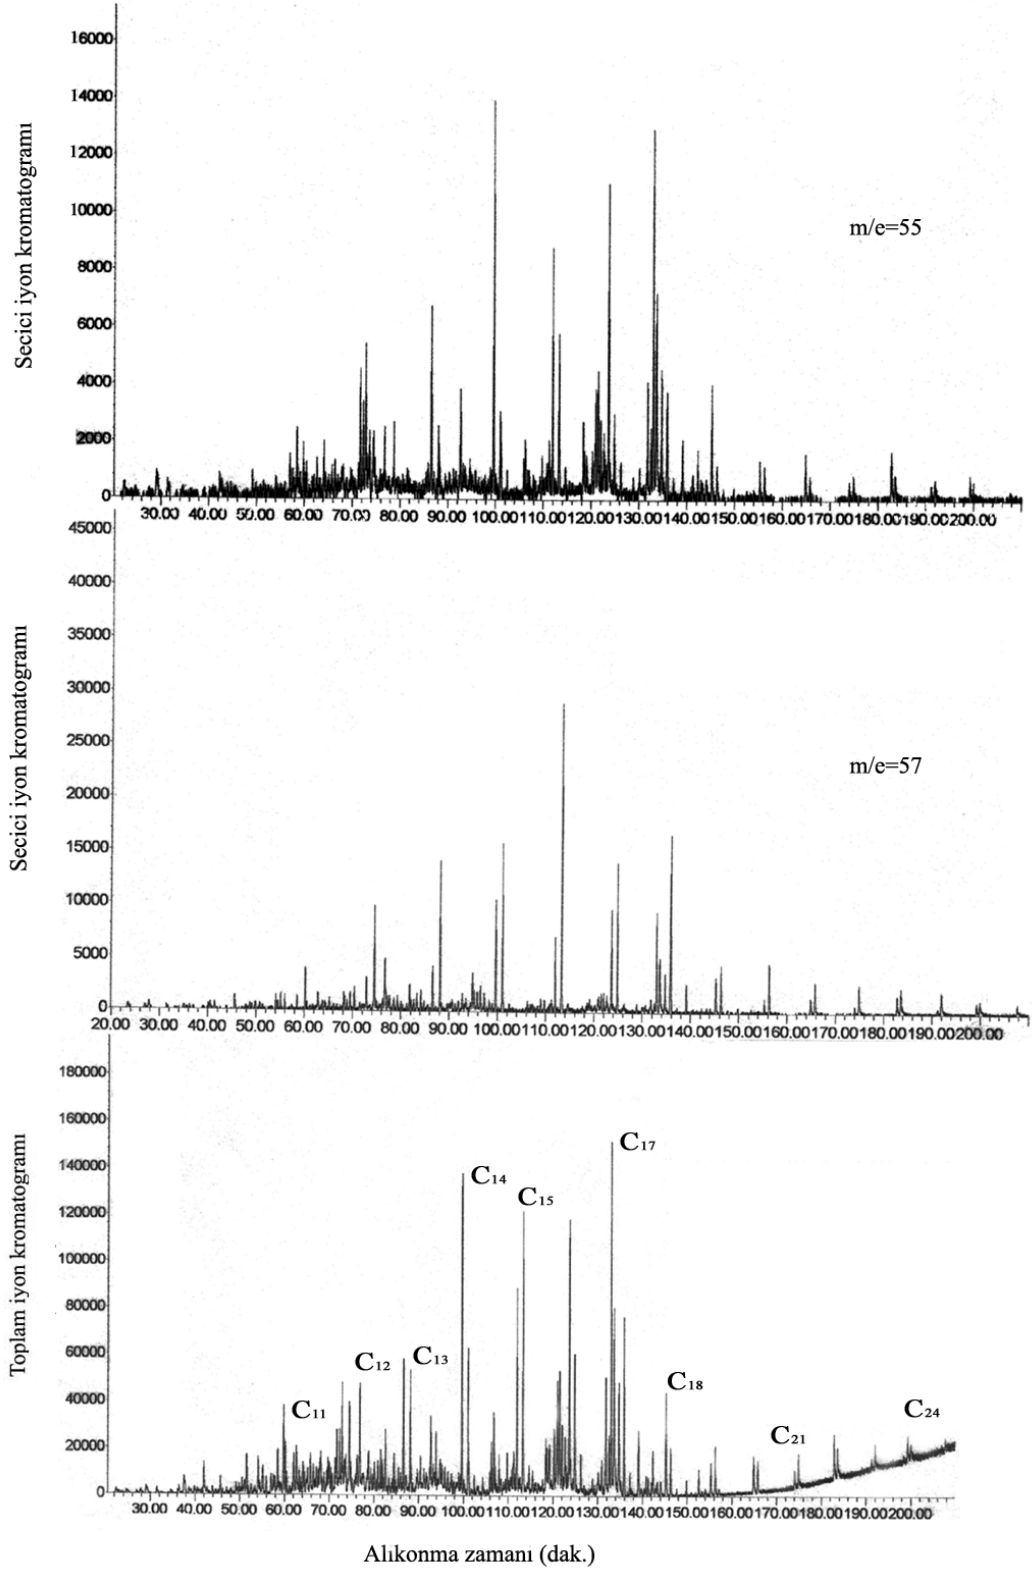 Secici iyon kromatogramı
16000
14000
12000
10000
8000
6000
4000
2000
0
m/e=55
30.00 40.00 50.00 60.00 70.00 80.00 90.00 100.00 110.00 120.00 130.00 140.00 150.00 160.00 170.00 180.00 190.00 200.00
Secici iyon kromatogramı
45000
40000
35000
30000
25000
20000
15000
10000
5000
0
m/e=57
20.00 30.00 40.00 50.00 60.00 70.00 80.00 90.00 100.00 110.00 120.00 130.00 140.00 150.00 160.00 170.00 180.00 190.00 200.00
Toplam iyon kromatogramı
180000
160000
140000
120000
100000
80000
60000
40000
20000
0
C₁₁
C₁₂
C₁₃
C₁₄
C₁₅
C₁₇
C₁₈
C₂₁
C₂₄
30.00 40.00 50.00 60.00 70.00 80.00 90.00 100.00 110.00 120.00 130.00 140.00 150.00 160.00 170.00 180.00 190.00 200.00
Alıkonma zamanı (dak.)